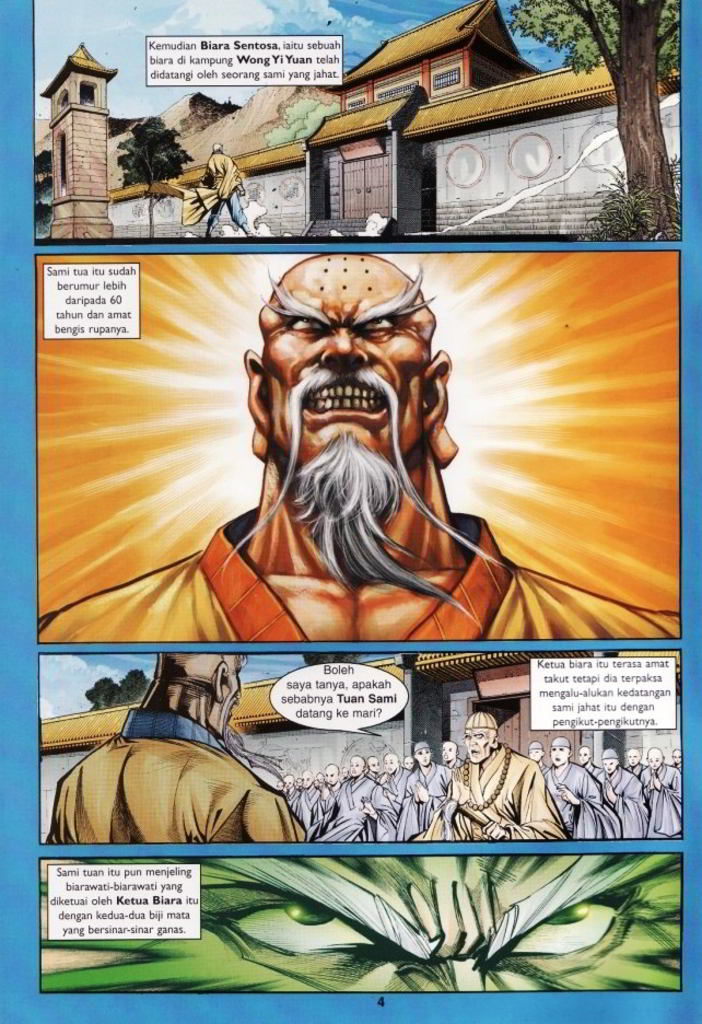 Kemudian Biara Sentosa, iaitu sebuah
biara di kampung Wong Yi Yuan telah
didatangi oleh seorang sami yang jahat.
Sami tua itu sudah
berumur lebih
daripada 60
tahun dan amat
bengis rupanya.
Boleh
saya tanya, apakah
sebabnya Tuan Sami
datang ke mari?
Ketua biara itu terasa amat
takut tetapi dia terpaksa
mengalu-alukan kedatangan
sami jahat itu dengan
pengikut-pengikutnya.
Sami tuan itu pun menjeling
biarawati-biarawati yang
diketuai oleh Ketua Biara itu
dengan kedua-dua biji mata
yang bersinar-sinar ganas.
4